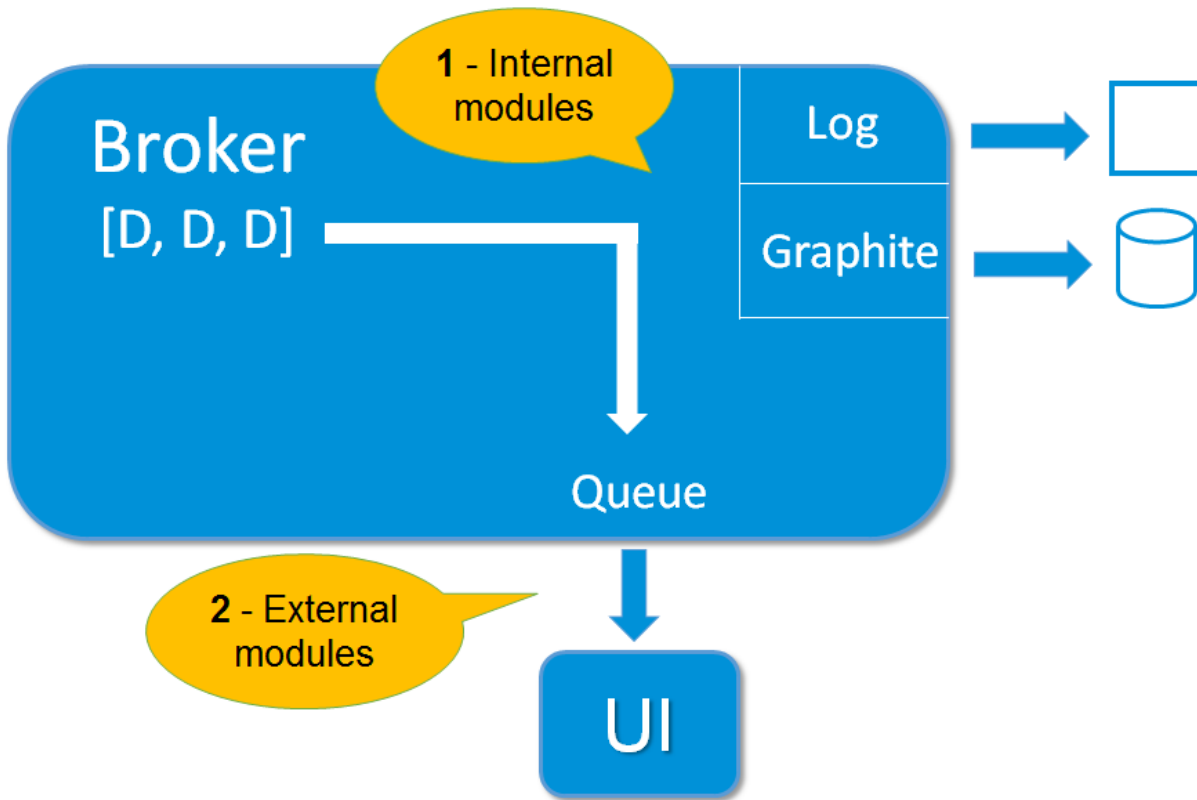 1 - Internal
modules
Broker
[D, D, D]
Log
Graphite
Queue
2 - External
modules
UI